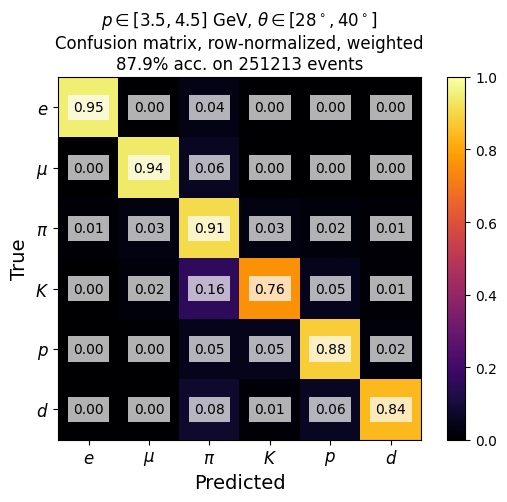 p ∈ [3.5, 4.5] GeV, θ ∈ [28°, 40°]
Confusion matrix, row-normalized, weighted
87.9% acc. on 251213 events
e 0.95 0.00 0.04 0.00 0.00 0.00
μ 0.00 0.94 0.06 0.00 0.00 0.00
π 0.01 0.03 0.91 0.03 0.02 0.01
K 0.00 0.02 0.16 0.76 0.05 0.01
p 0.00 0.00 0.05 0.05 0.88 0.02
d 0.00 0.00 0.08 0.01 0.06 0.84
e μ π K p d
True
Predicted
1.0
0.8
0.6
0.4
0.2
0.0